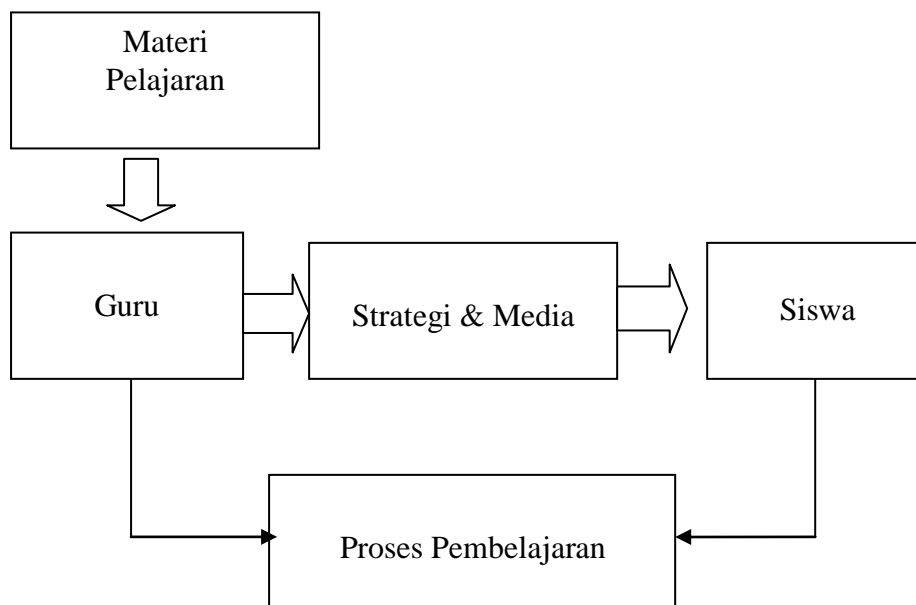 Materi
Pelajaran
Guru
Strategi & Media
Siswa
Proses Pembelajaran